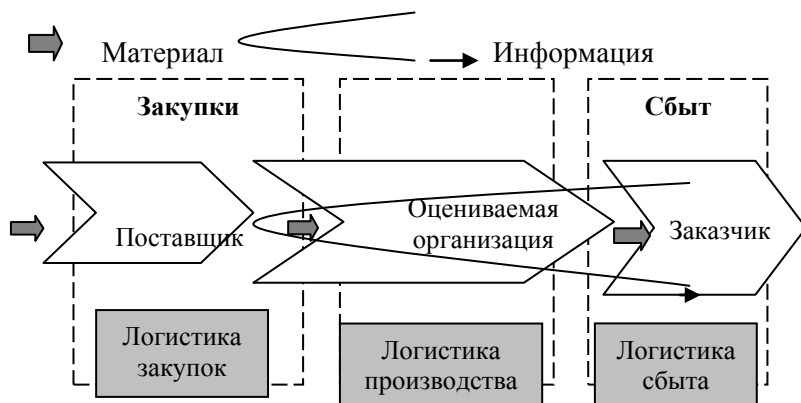 Материал
Информация
Закупки
Сбыт
Поставщик
Оцениваемая
организация
Заказчик
Логистика
закупок
Логистика
производства
Логистика
сбыта